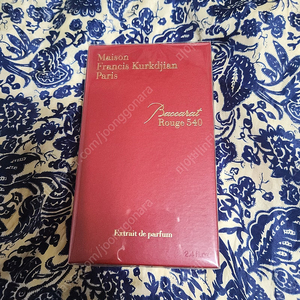 Maison
Francis Kurkdjian
Paris
Baccarat
Rouge 540
Extrait de parfum